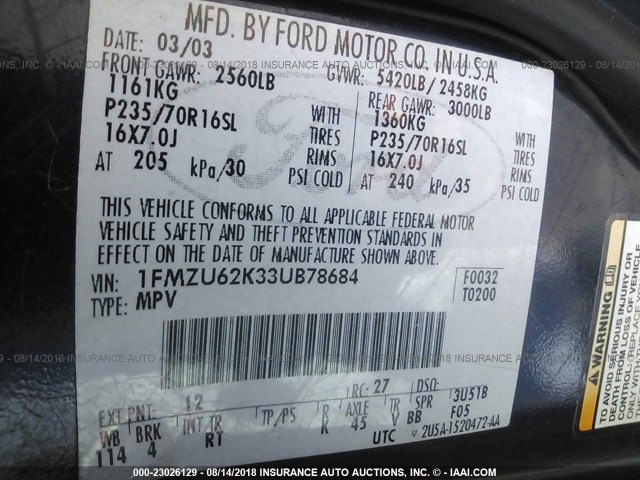 MFD. BY FORD MOTOR CO. IN U.S.A.
DATE: 03/03
GVWR: 5420LB/ 2458KG
FRONT GAWR: 2560LB
REAR GAWR: 3000LB
1161KG WITH
1360KG WITH
P235/70R16SL TIRES
P235/70R16SL TIRES
16X7.0J RIMS
16X7.0J RIMS
AT 205 kPa/30 PSI COLD
AT 240 kPa/35 PSI COLD
Ford
THIS VEHICLE CONFORMS TO ALL APPLICABLE FEDERAL MOTOR
VEHICLE SAFETY AND THEFT PREVENTION STANDARDS IN
EFFECT ON THE DATE OF MANUFACTURE SHOWN ABOVE.
VIN: 1FMZU62K33UB78684
TYPE: MPV
F0032
T0200
EXT PNT: 12 RC: 27 DSO:
WB BRK INT TR TP/PS R AXLE TR SPR 3U51B
114 4 RT K 45 V BB F05
UTC 2U5A-1520472-AA
000-23026129 - 08/14/2018 - INSURANCE AUTO AUCTIONS, INC. © - IAAI.COM